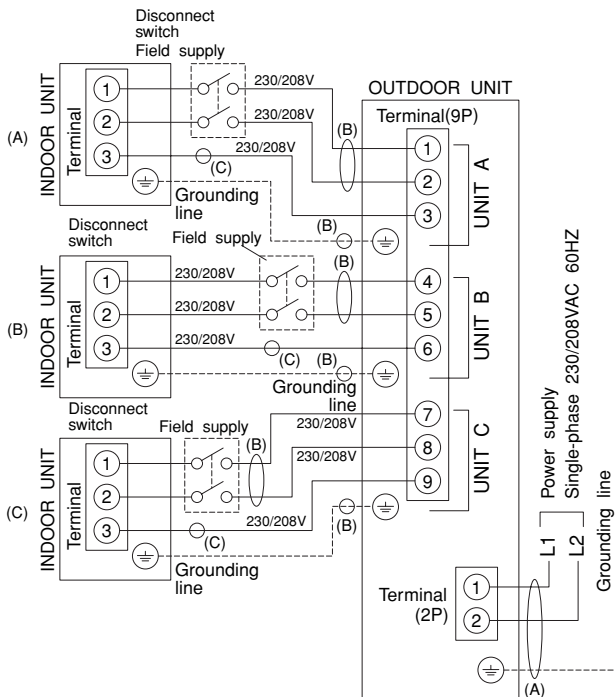 Disconnect
switch
Field supply
(A)
INDOOR UNIT
Terminal
1
2
3
230/208V
230/208V
230/208V
(C)
Grounding
line
(B)
(B)
OUTDOOR UNIT
Terminal(9P)
1
2
3
UNIT A
Disconnect
switch
Field supply
(B)
INDOOR UNIT
Terminal
1
2
3
230/208V
230/208V
230/208V
(C)
(B)
(B)
Grounding
line
4
5
6
UNIT B
Disconnect
switch
Field supply
(C)
INDOOR UNIT
Terminal
1
2
3
(B)
230/208V
230/208V
230/208V
(C)
(B)
Grounding
line
7
8
9
UNIT C
Power supply
Single-phase 230/208VAC 60HZ
L1
L2
Grounding line
Terminal
(2P)
1
2
(A)